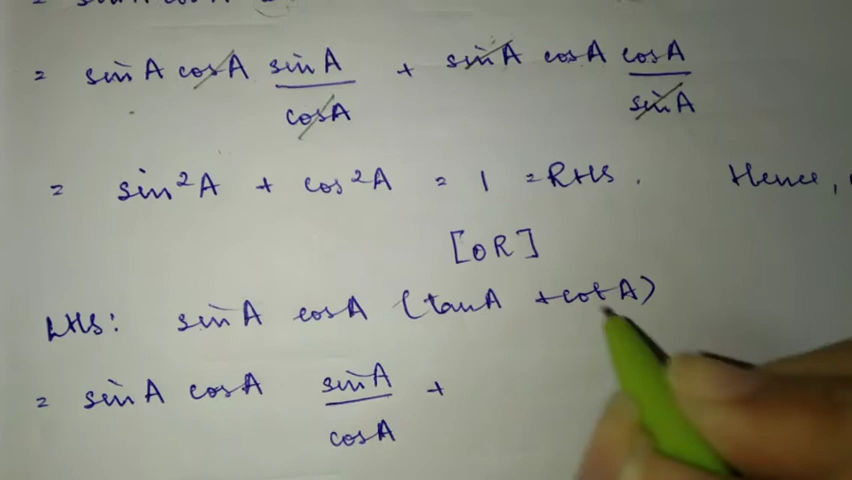 = sin A cos A sin A/cos A + sin A cos A cos A/sin A
= sin²A + cos²A = 1 = RHS. Hence,
[OR]
LHS: sin A cos A (tan A + cot A)
= sin A cos A sin A/cos A +